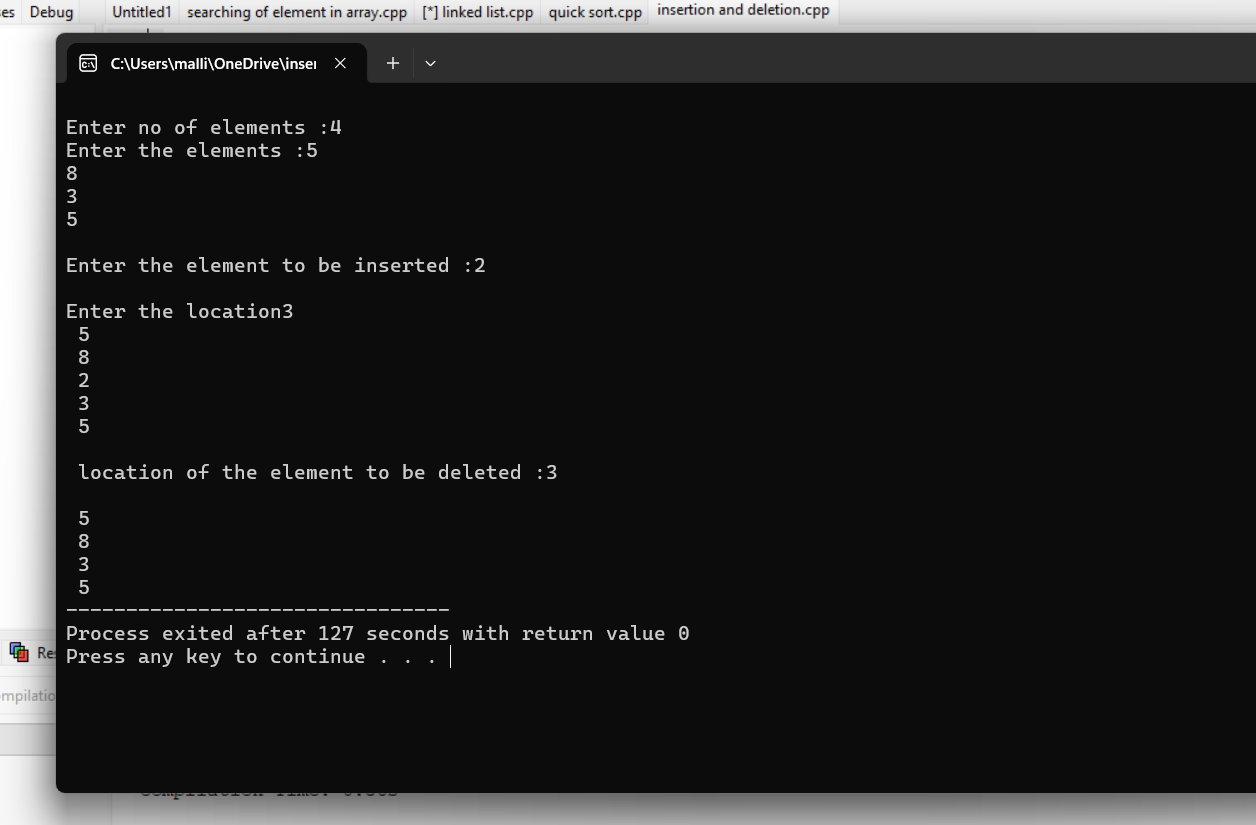 es Debug Untitled1 searching of element in array.cpp [*] linked list.cpp quick sort.cpp insertion and deletion.cpp
C:\Users\malli\OneDrive\inser
Enter no of elements :4
Enter the elements :5
8
3
5
Enter the element to be inserted :2
Enter the location3
5
8
2
3
5
location of the element to be deleted :3
5
8
3
5
--------------------------------
Process exited after 127 seconds with return value 0
Press any key to continue . . .
Re
mpilatio